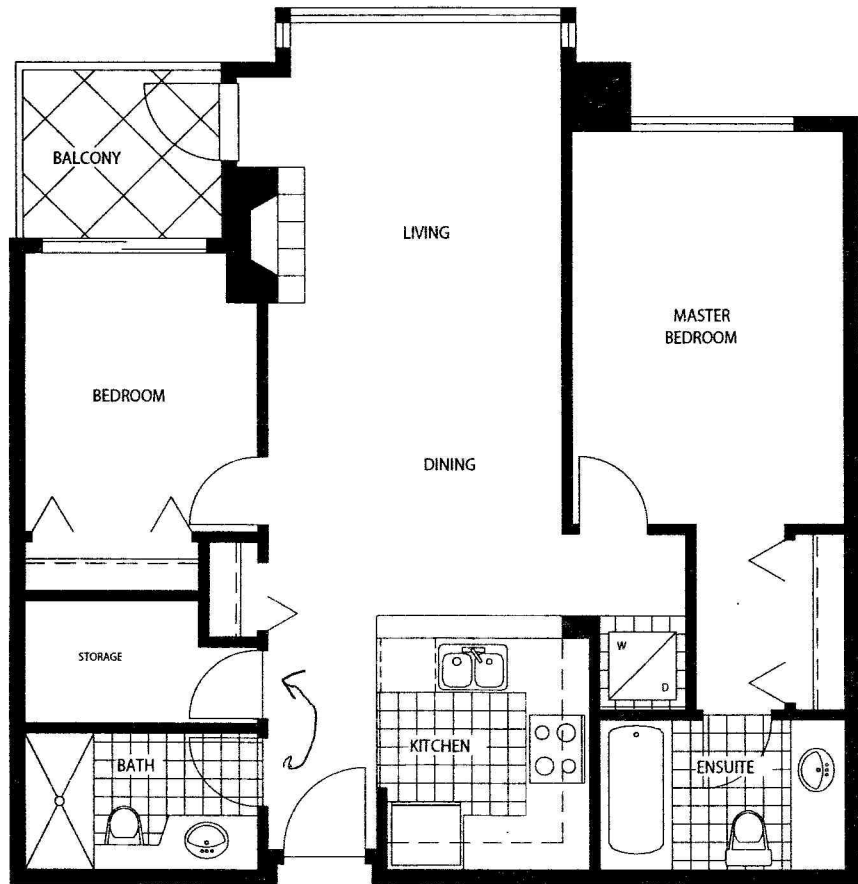 BALCONY
LIVING
MASTER
BEDROOM
BEDROOM
DINING
STORAGE
W
D
KITCHEN
BATH
ENSUITE